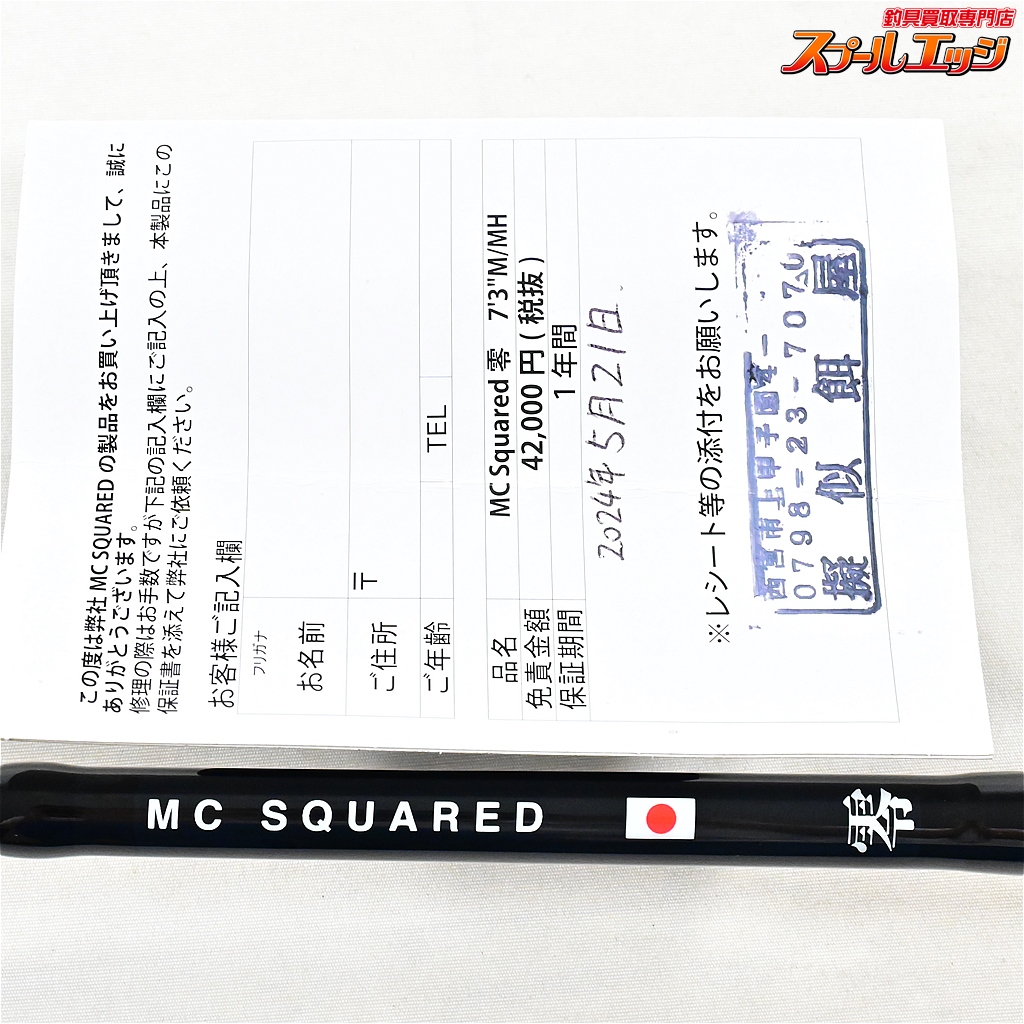 釣具買取専門店
スプールエッジ
この度は弊社 MC SQUARED の製品をお買い上げ頂きまして、誠に
ありがとうございます。
修理の際はお手数ですが下記の記入欄にご記入の上、本製品にこの
保証書を添えて弊社にご依頼ください。
お客様ご記入欄
フリガナ
お名前
ご住所 〒
ご年齢 TEL
品名 MC Squared 零 7'3"M/MH
免責金額 42,000 円 ( 税抜 )
保証期間 1 年間
2024年5月21日.
※レシート等の添付をお願いします。
西宮市上甲子園
0798-23-7070
擬似餌屋
MC SQUARED 零